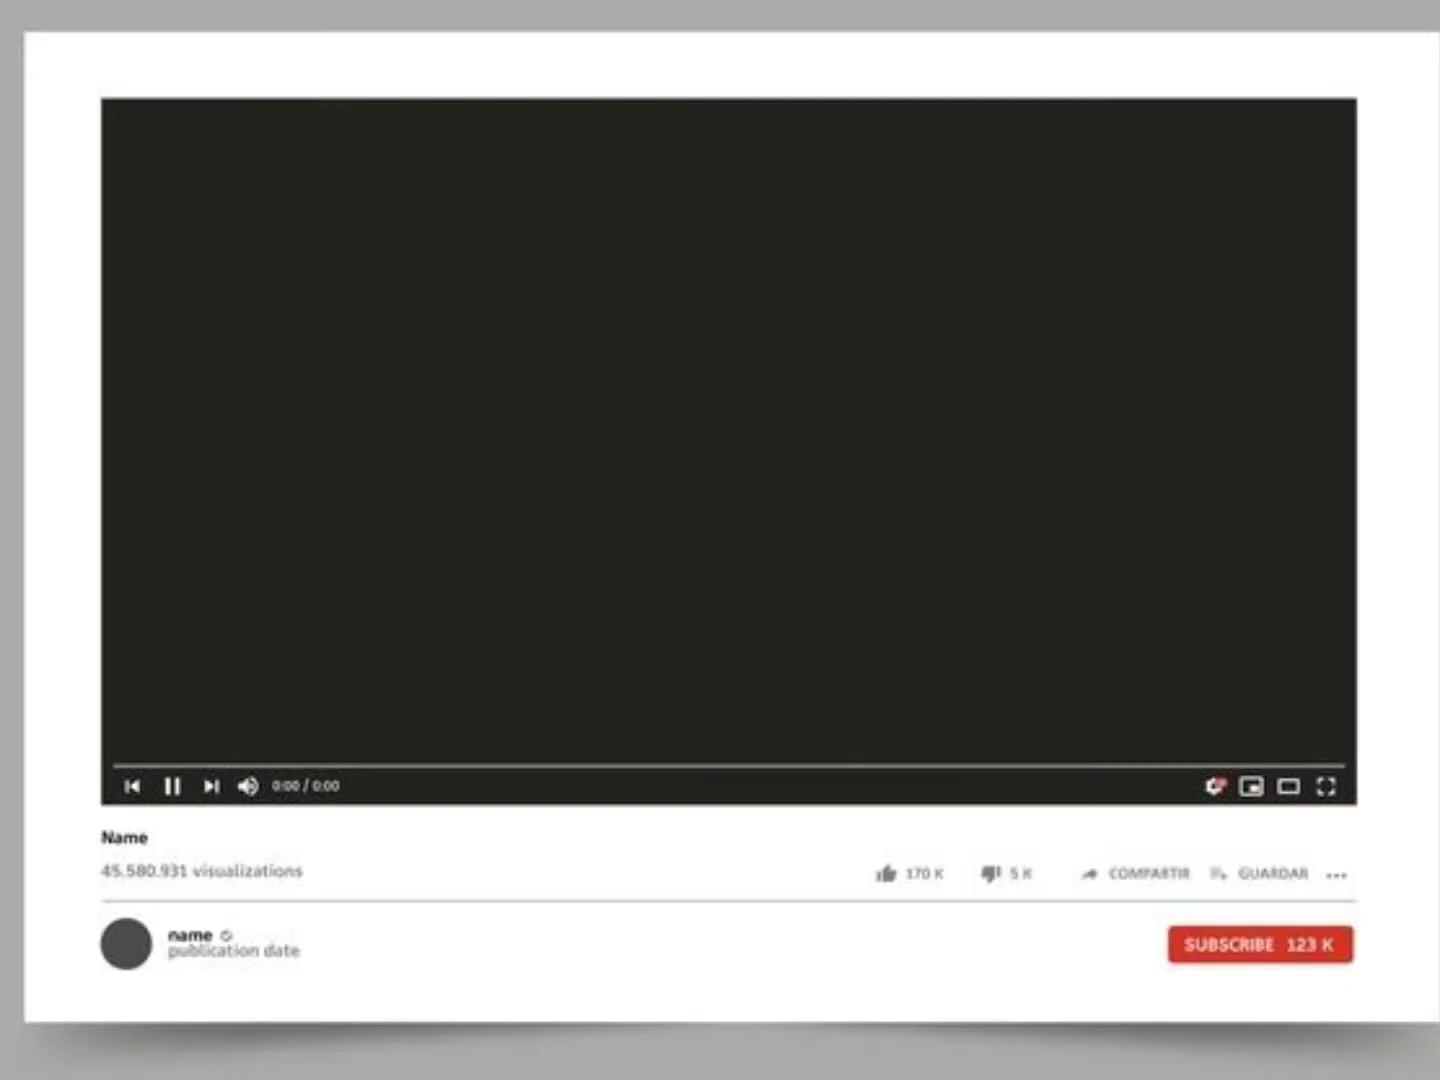 0:00 / 0:00
Name
45.580.931 visualizations
170 K 5 K COMPARTIR GUARDAR
name
publication date
SUBSCRIBE 123 K